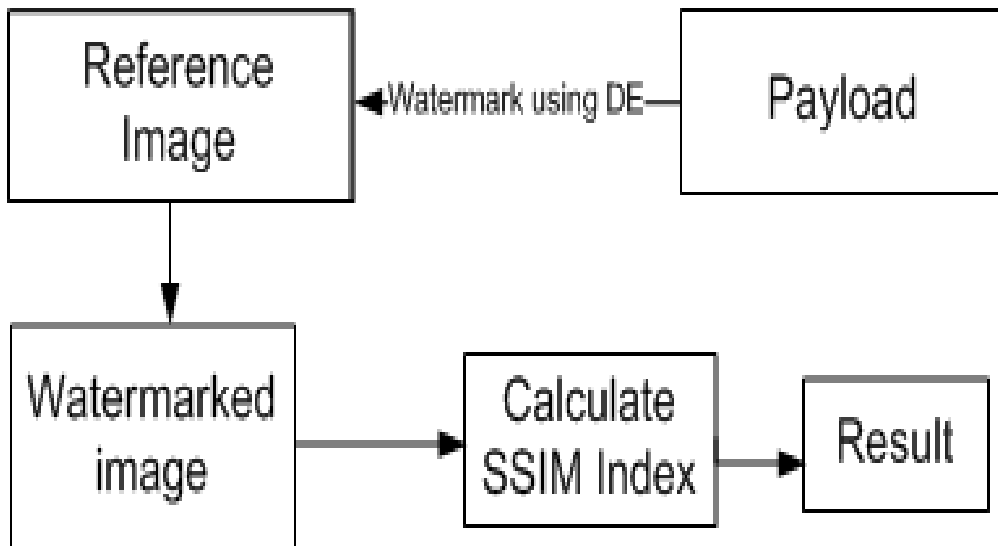 Reference
Image
Watermark using DE
Payload
Watermarked
image
Calculate
SSIM Index
Result